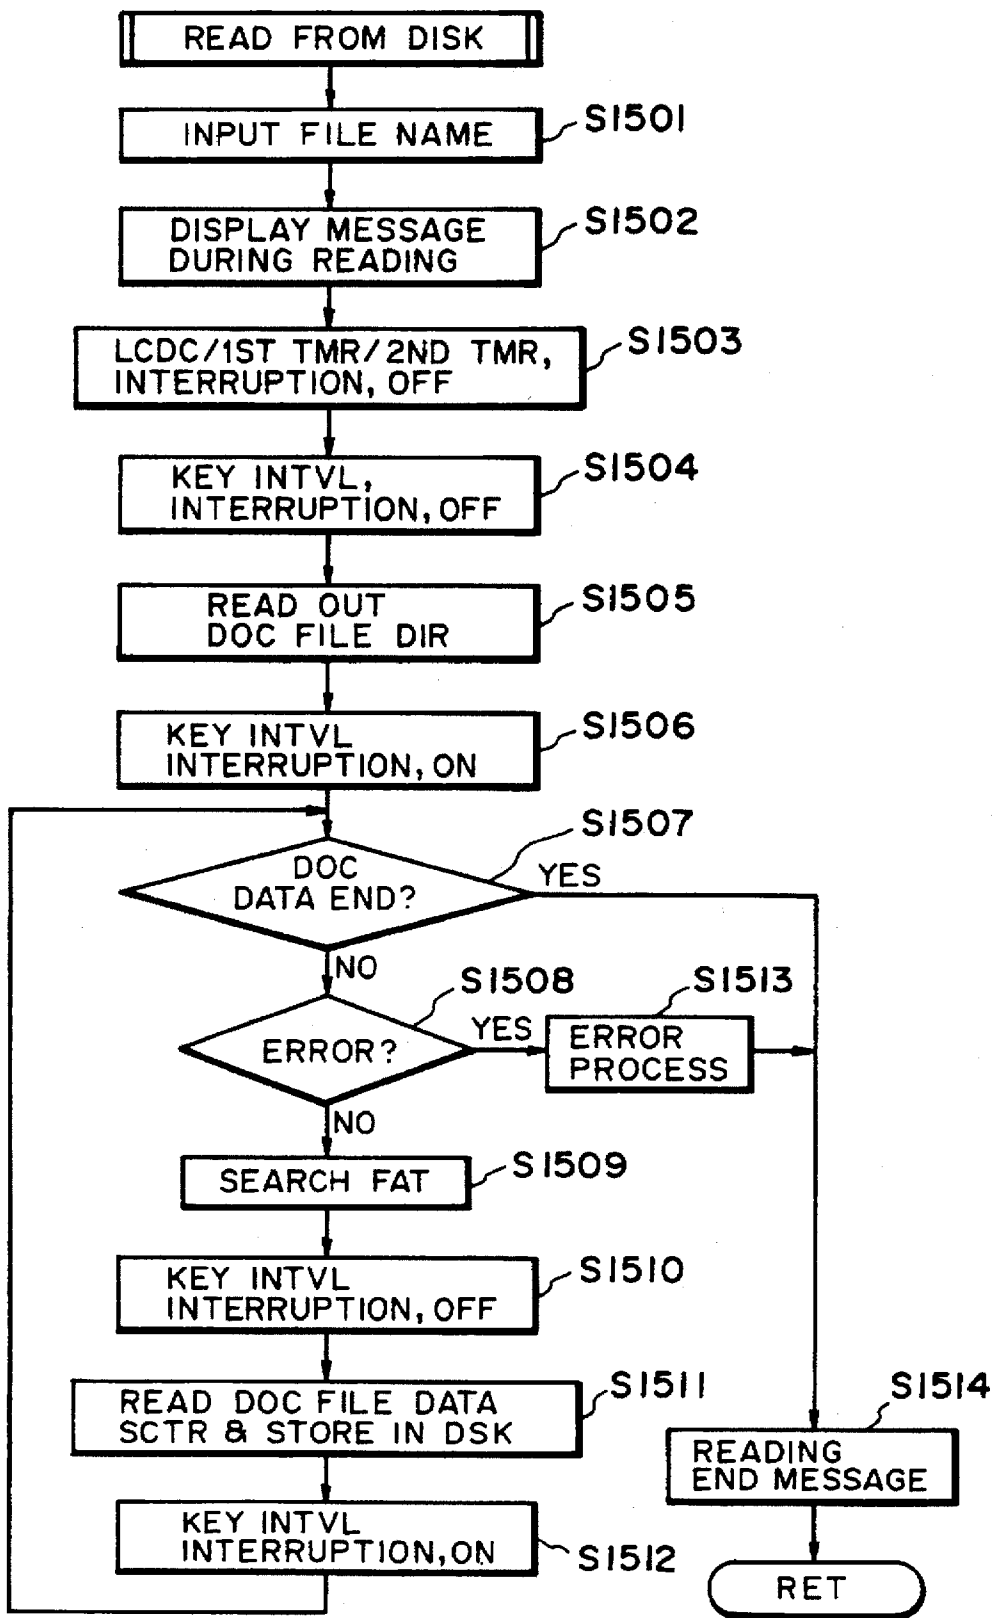 READ FROM DISK
INPUT FILE NAME
S1501
DISPLAY MESSAGE
DURING READING
S1502
LCDC/1ST TMR/2ND TMR,
INTERRUPTION, OFF
S1503
KEY INTVL,
INTERRUPTION, OFF
S1504
READ OUT
DOC FILE DIR
S1505
KEY INTVL
INTERRUPTION, ON
S1506
DOC
DATA END?
S1507
YES
NO
ERROR?
S1508
YES
ERROR
PROCESS
S1513
NO
SEARCH FAT
S1509
KEY INTVL
INTERRUPTION, OFF
S1510
READ DOC FILE DATA
SCTR & STORE IN DSK
S1511
KEY INTVL
INTERRUPTION, ON
S1512
READING
END MESSAGE
S1514
RET